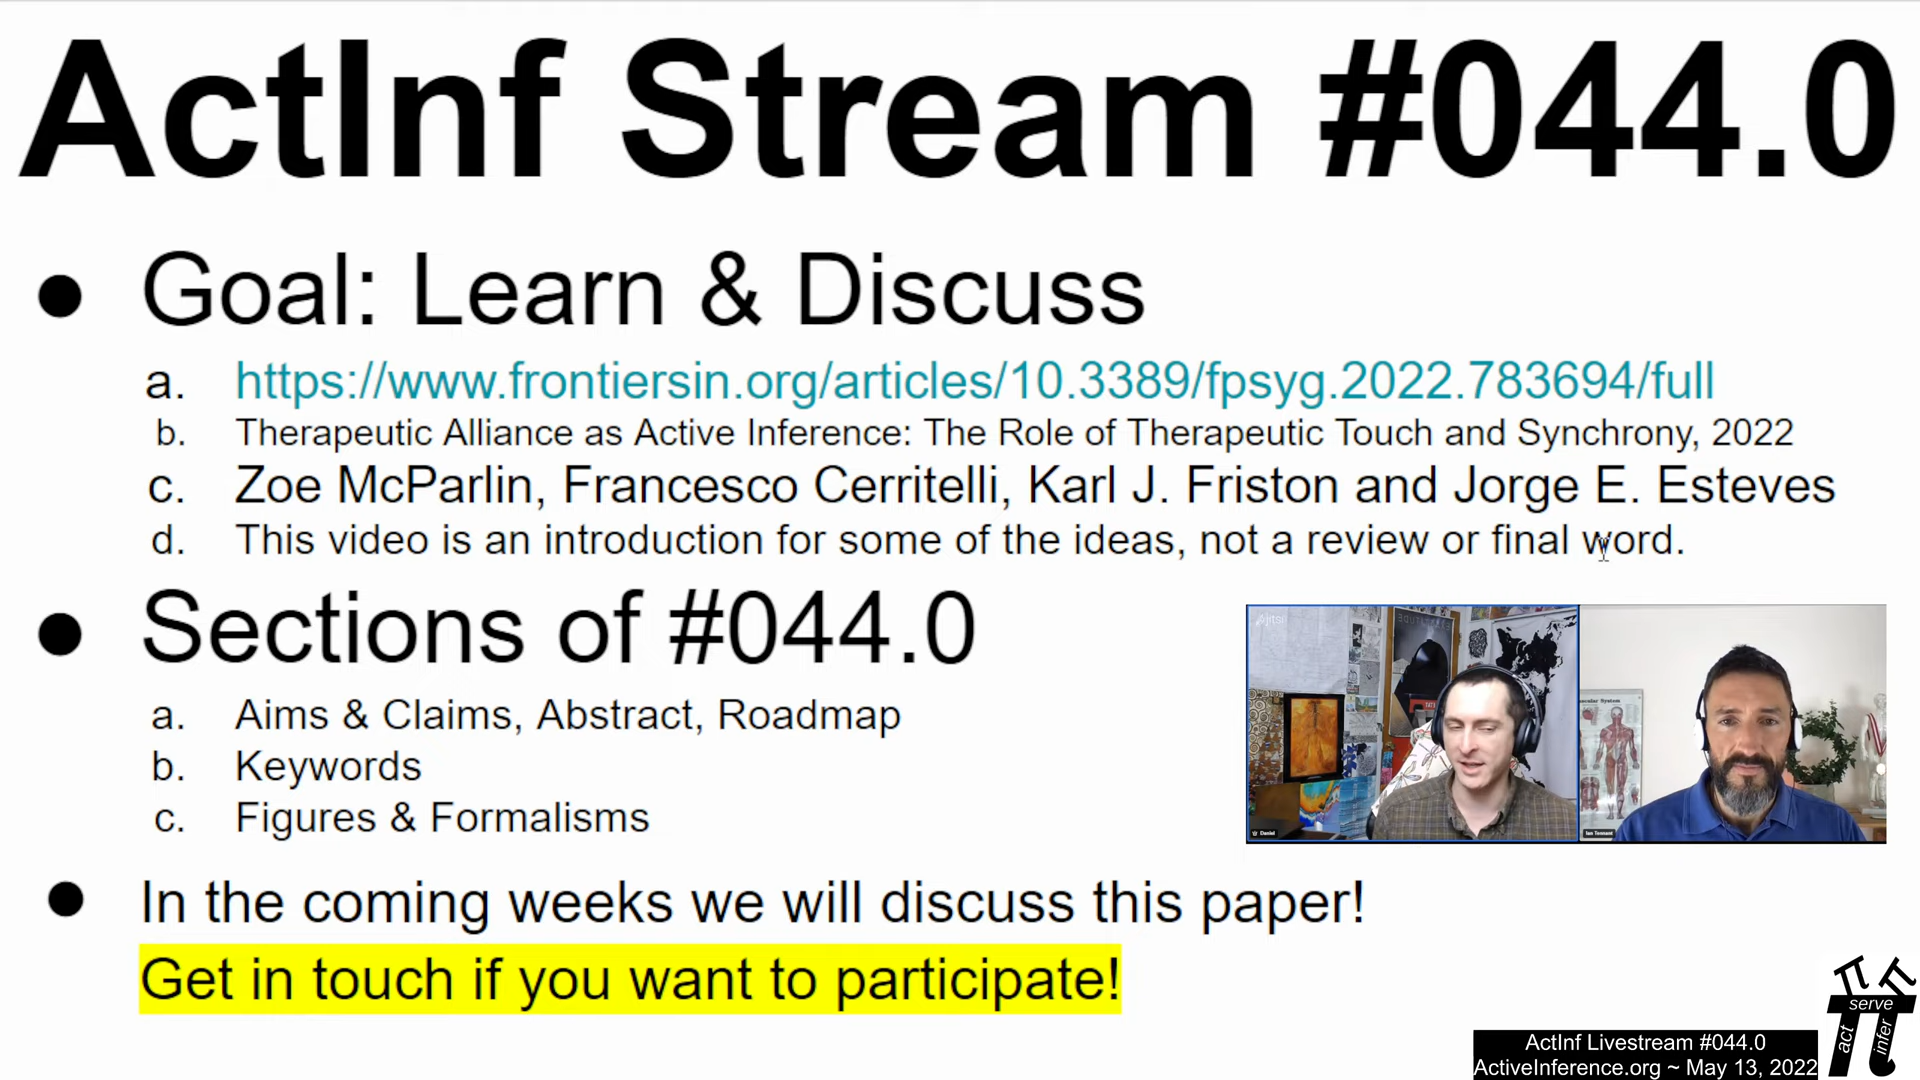 ActInf Stream #044.0
● Goal: Learn & Discuss
a. https://www.frontiersin.org/articles/10.3389/fpsyg.2022.783694/full
b. Therapeutic Alliance as Active Inference: The Role of Therapeutic Touch and Synchrony, 2022
c. Zoe McParlin, Francesco Cerritelli, Karl J. Friston and Jorge E. Esteves
d. This video is an introduction for some of the ideas, not a review or final word.
● Sections of #044.0
a. Aims & Claims, Abstract, Roadmap
b. Keywords
c. Figures & Formalisms
Jitsi
Daniel
Ian Tennant
● In the coming weeks we will discuss this paper!
Get in touch if you want to participate!
π π
serve
act π infer
ActInf Livestream #044.0
ActiveInference.org ~ May 13, 2022